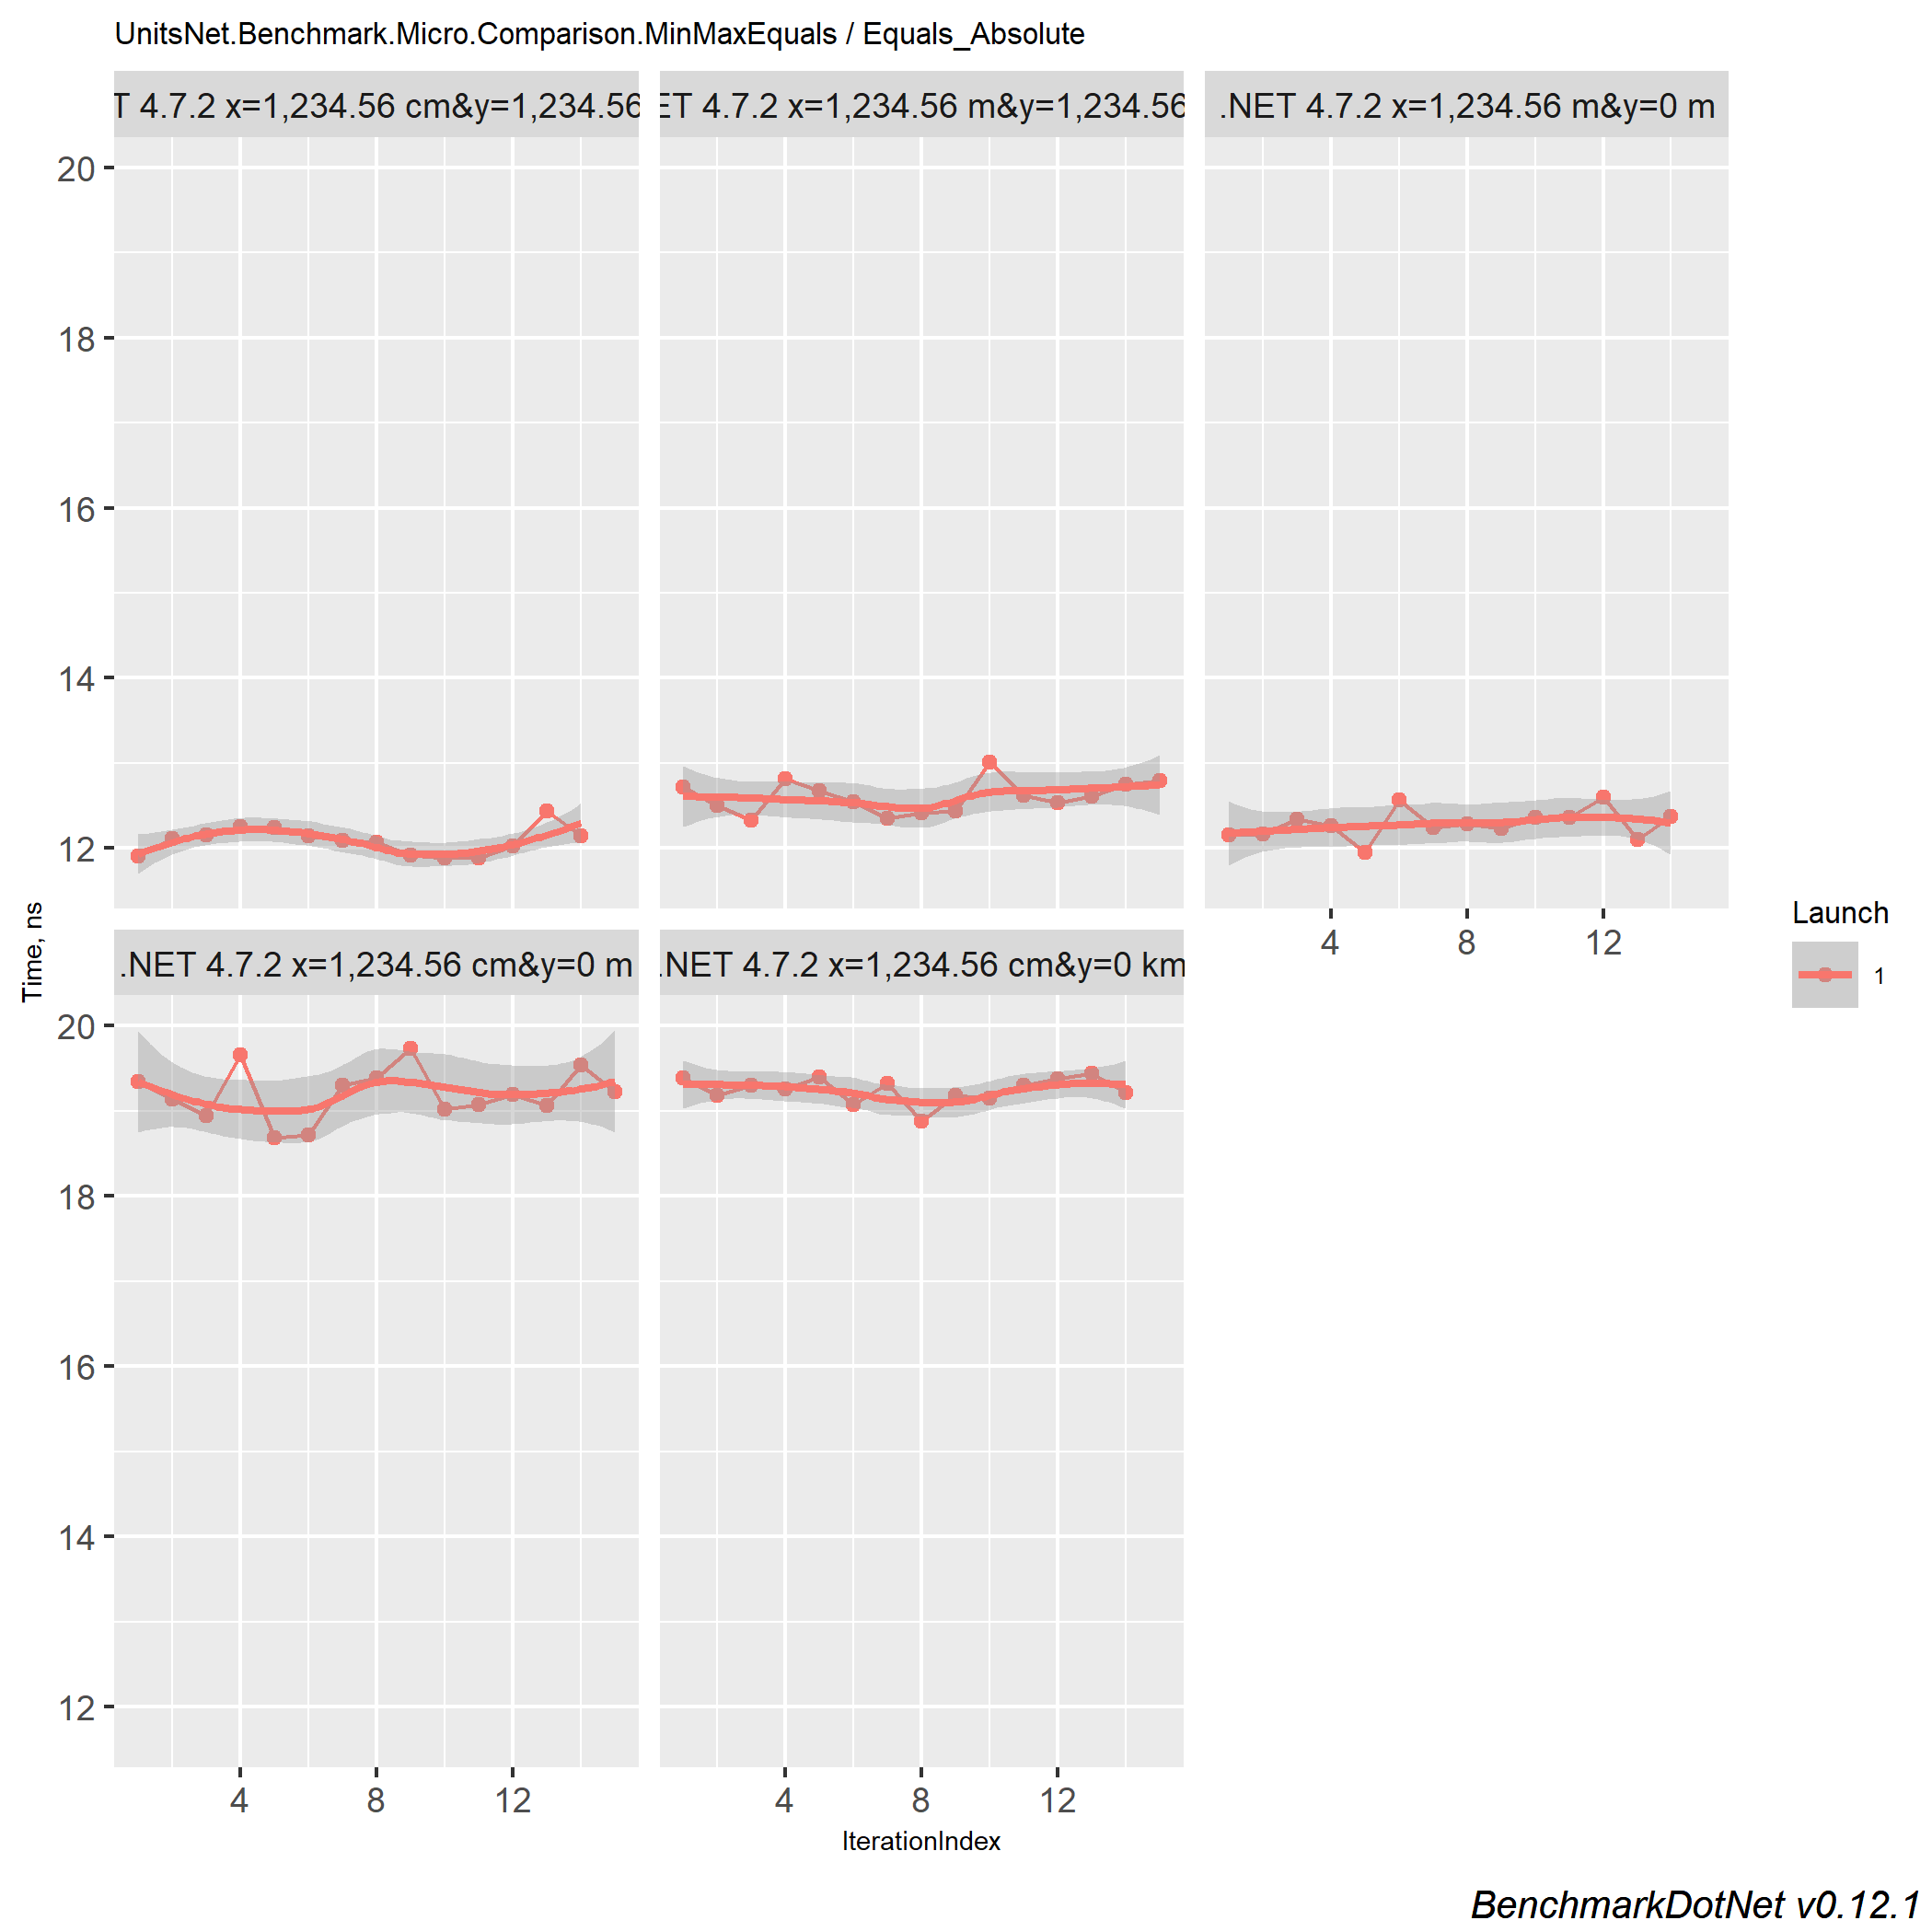 UnitsNet.Benchmark.Micro.Comparison.MinMaxEquals / Equals_Absolute
T 4.7.2 x=1,234.56 cm&y=1,234.56
ET 4.7.2 x=1,234.56 m&y=1,234.56
.NET 4.7.2 x=1,234.56 m&y=0 m
20
18
16
14
12
4 8 12
.NET 4.7.2 x=1,234.56 cm&y=0 m
.NET 4.7.2 x=1,234.56 cm&y=0 km
20
18
16
14
12
4 8 12
4 8 12
Time, ns
IterationIndex
Launch
1
BenchmarkDotNet v0.12.1